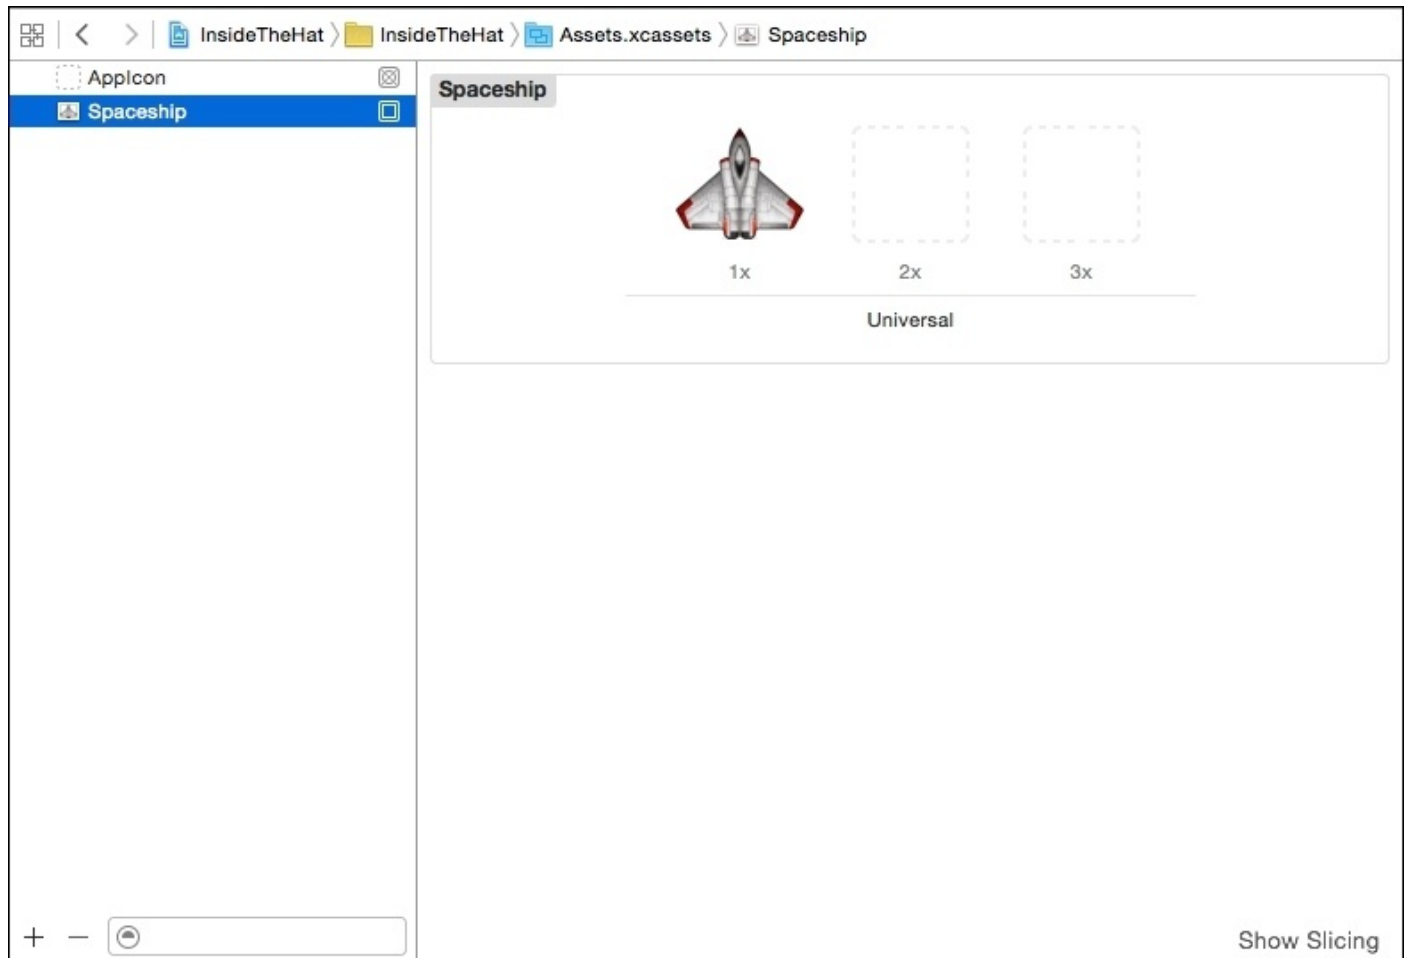 InsideTheHat InsideTheHat Assets.xcassets Spaceship
AppIcon
Spaceship
Spaceship
1x 2x 3x
Universal
Show Slicing